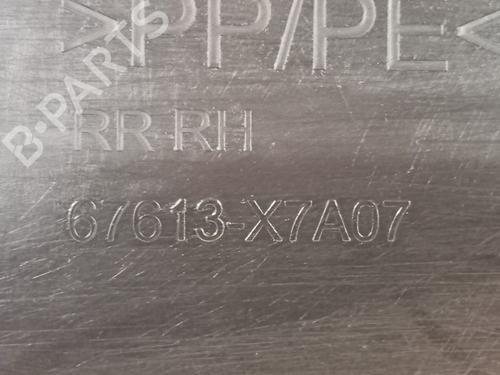 >PP/PE<
B-PARTS
RR RH
67613-X7A07